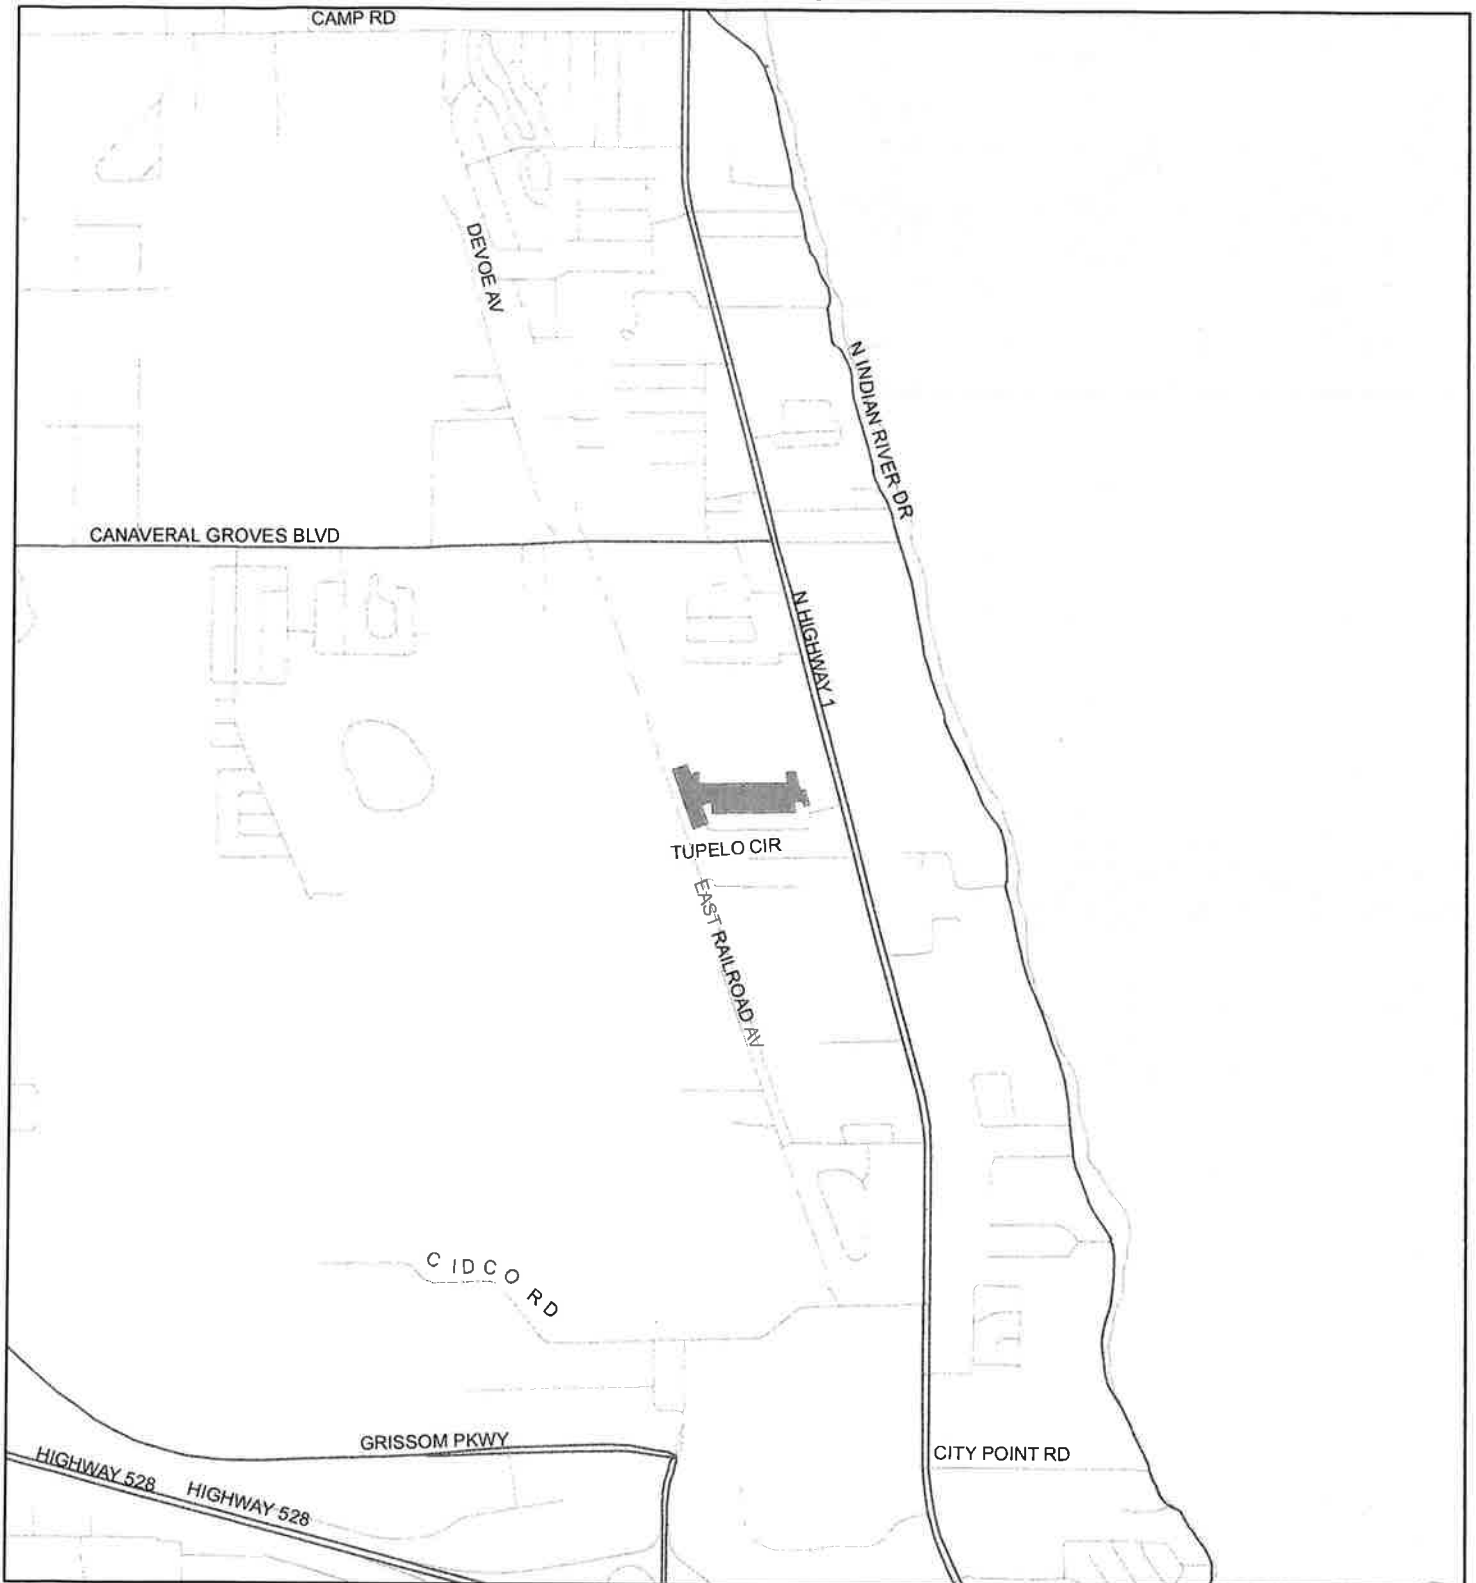 CAMP RD
DEVOE AV
N INDIAN RIVER DR
CANAVERAL GROVES BLVD
N HIGHWAY 1
TUPELO CIR
EAST RAILROAD AV
CIDCO RD
GRISSOM PKWY
CITY POINT RD
HIGHWAY 528
HIGHWAY 528